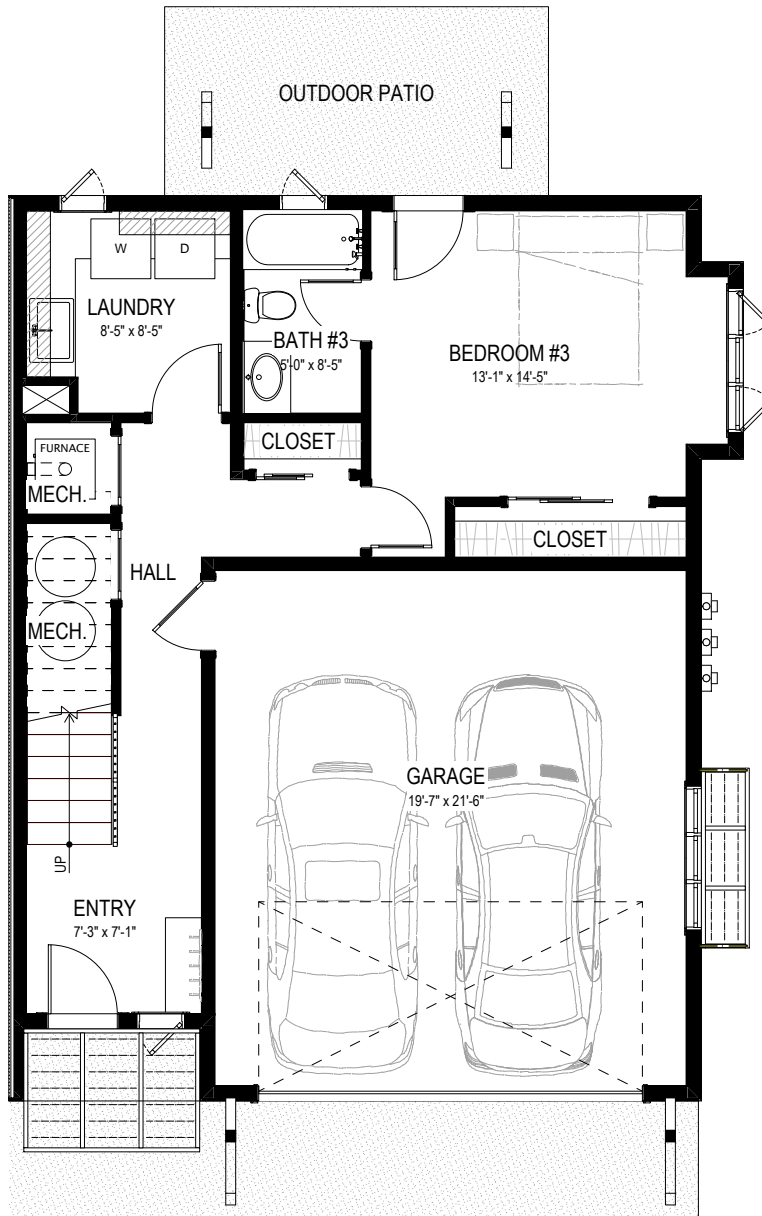 OUTDOOR PATIO
W
D
LAUNDRY
8'-5" x 8'-5"
BATH #3
5'-0" x 8'-5"
BEDROOM #3
13'-1" x 14'-5"
CLOSET
FURNACE
MECH.
CLOSET
HALL
MECH.
GARAGE
19'-7" x 21'-6"
UP
ENTRY
7'-3" x 7'-1"